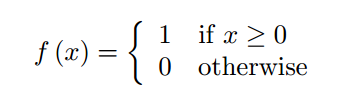 f (x) = { 1 if x ≥ 0
0 otherwise